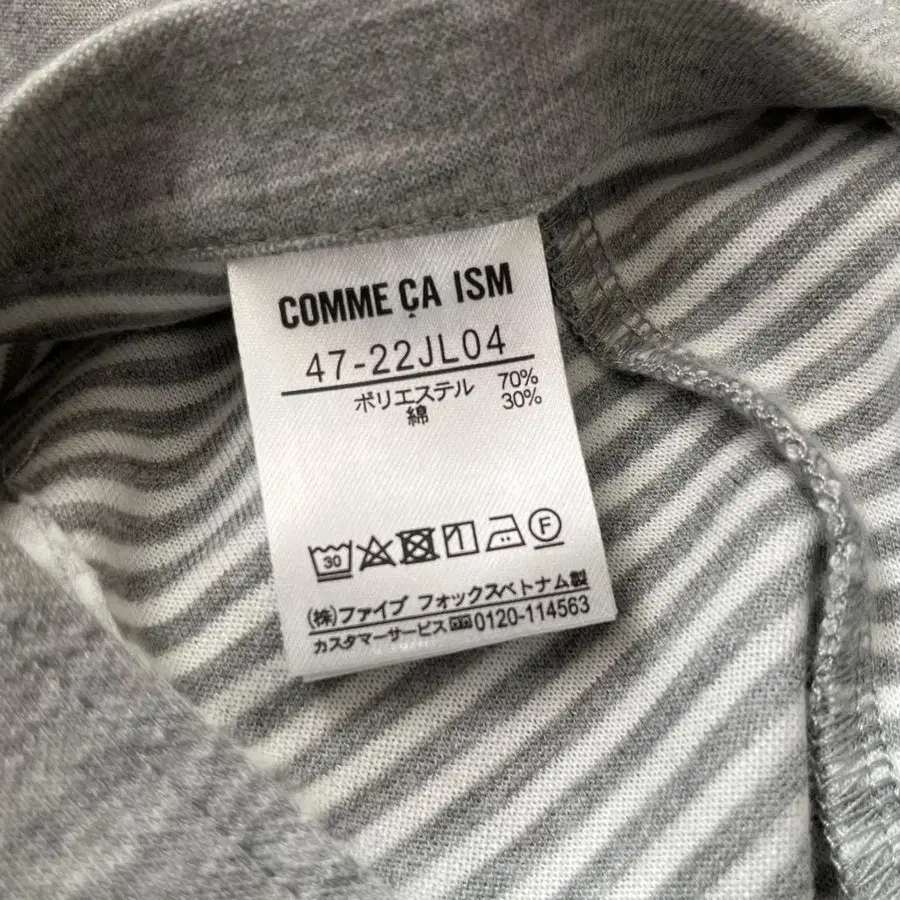 COMME ÇA ISM
47-22JL04
ポリエステル 70%
綿 30%
30 F
(株)ファイブ フォックスベトナム製
カスタマーサービス 0120-114563